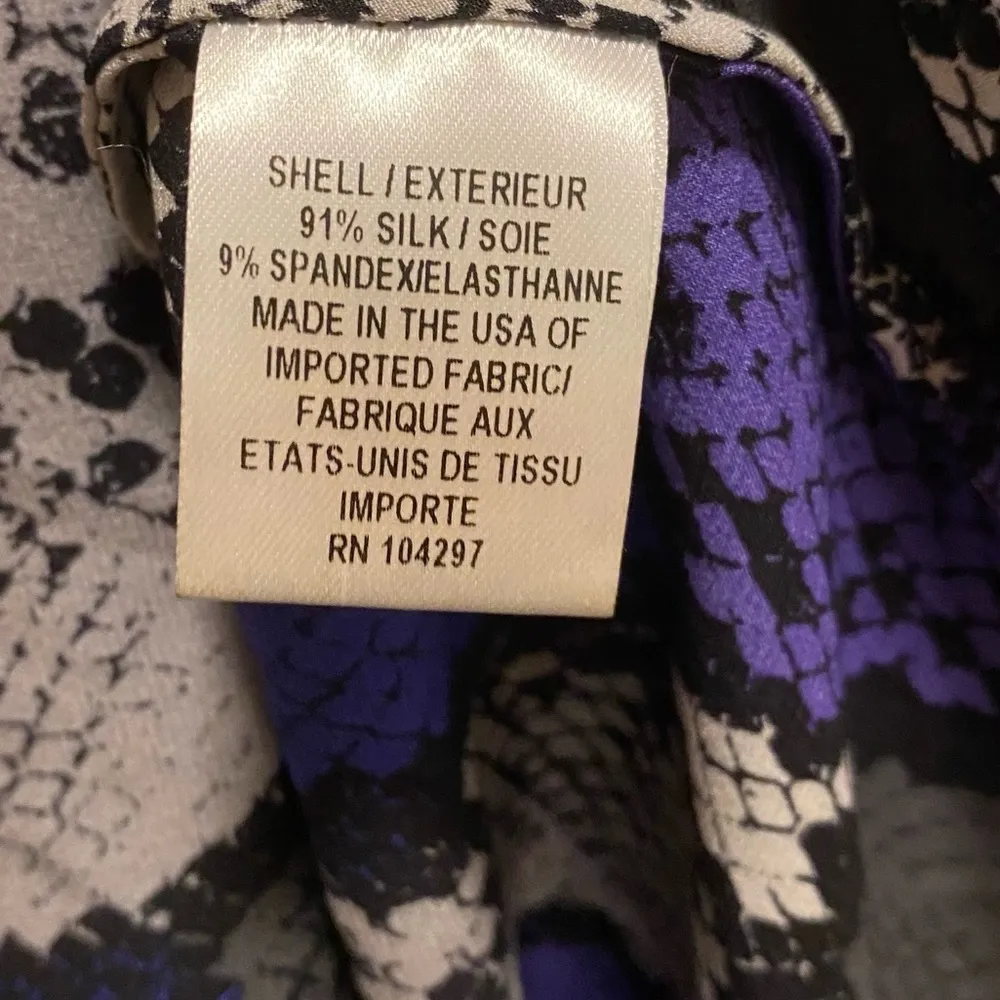 SHELL / EXTERIEUR
91% SILK / SOIE
9% SPANDEX/ELASTHANNE
MADE IN THE USA OF
IMPORTED FABRIC/
FABRIQUE AUX
ETATS-UNIS DE TISSU
IMPORTE
RN 104297